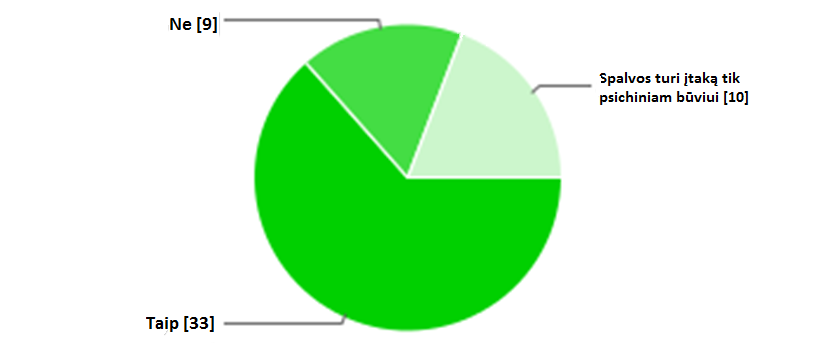 Ne [9]
Spalvos turi įtaką tik
psichiniam būviui [10]
Taip [33]